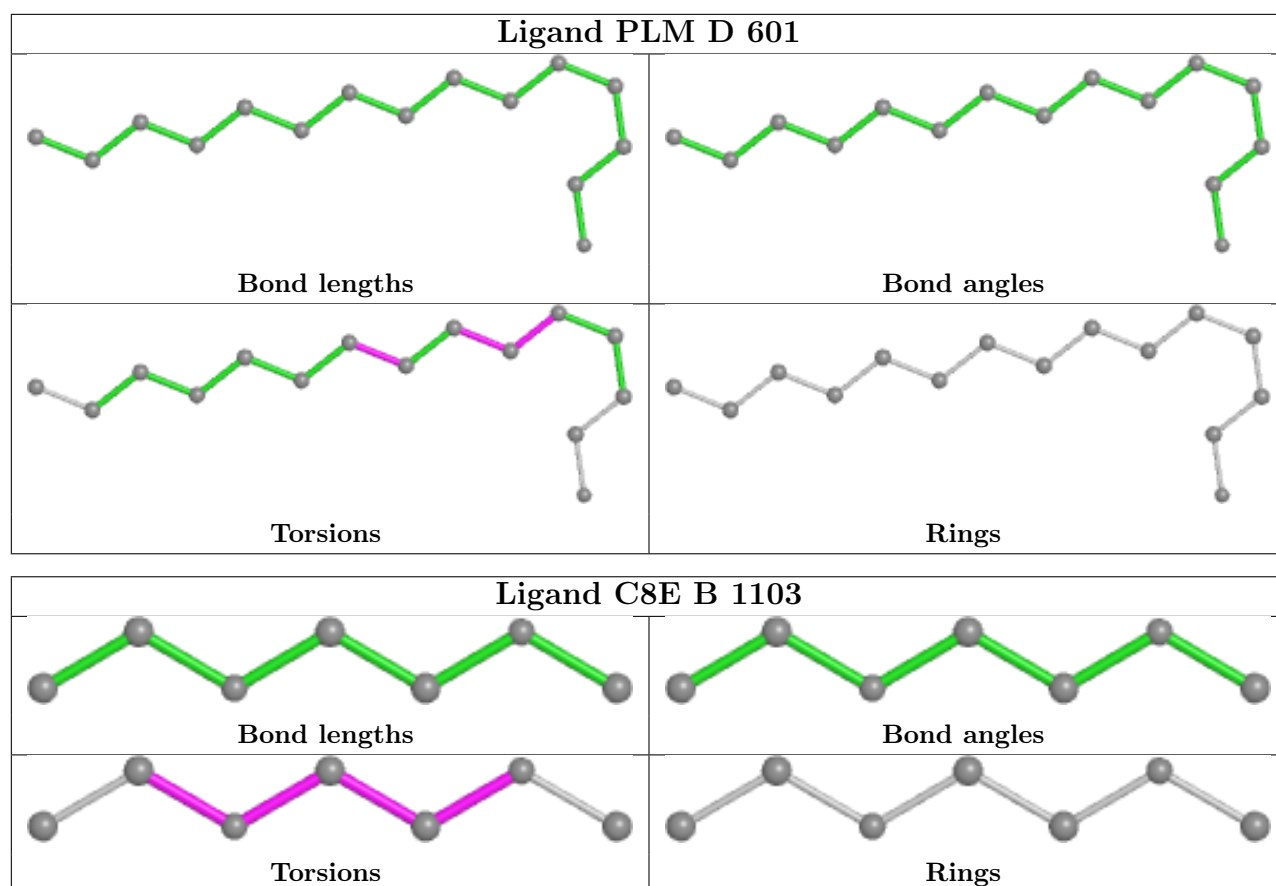 Ligand PLM D 601
Bond lengths
Bond angles
Torsions
Rings
Ligand C8E B 1103
Bond lengths
Bond angles
Torsions
Rings